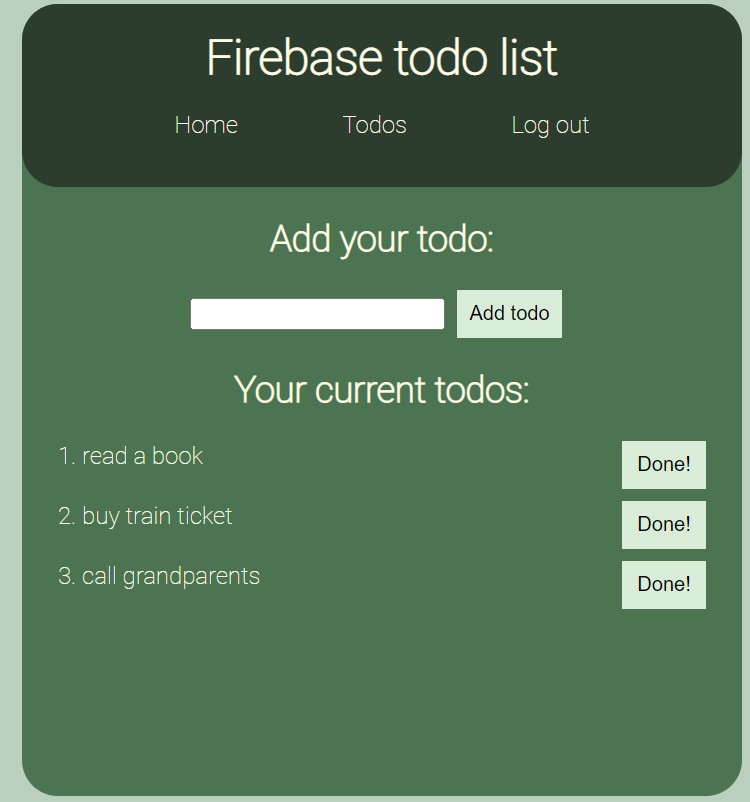 Firebase todo list
Home Todos Log out
Add your todo:
Add todo
Your current todos:
1. read a book Done!
2. buy train ticket Done!
3. call grandparents Done!